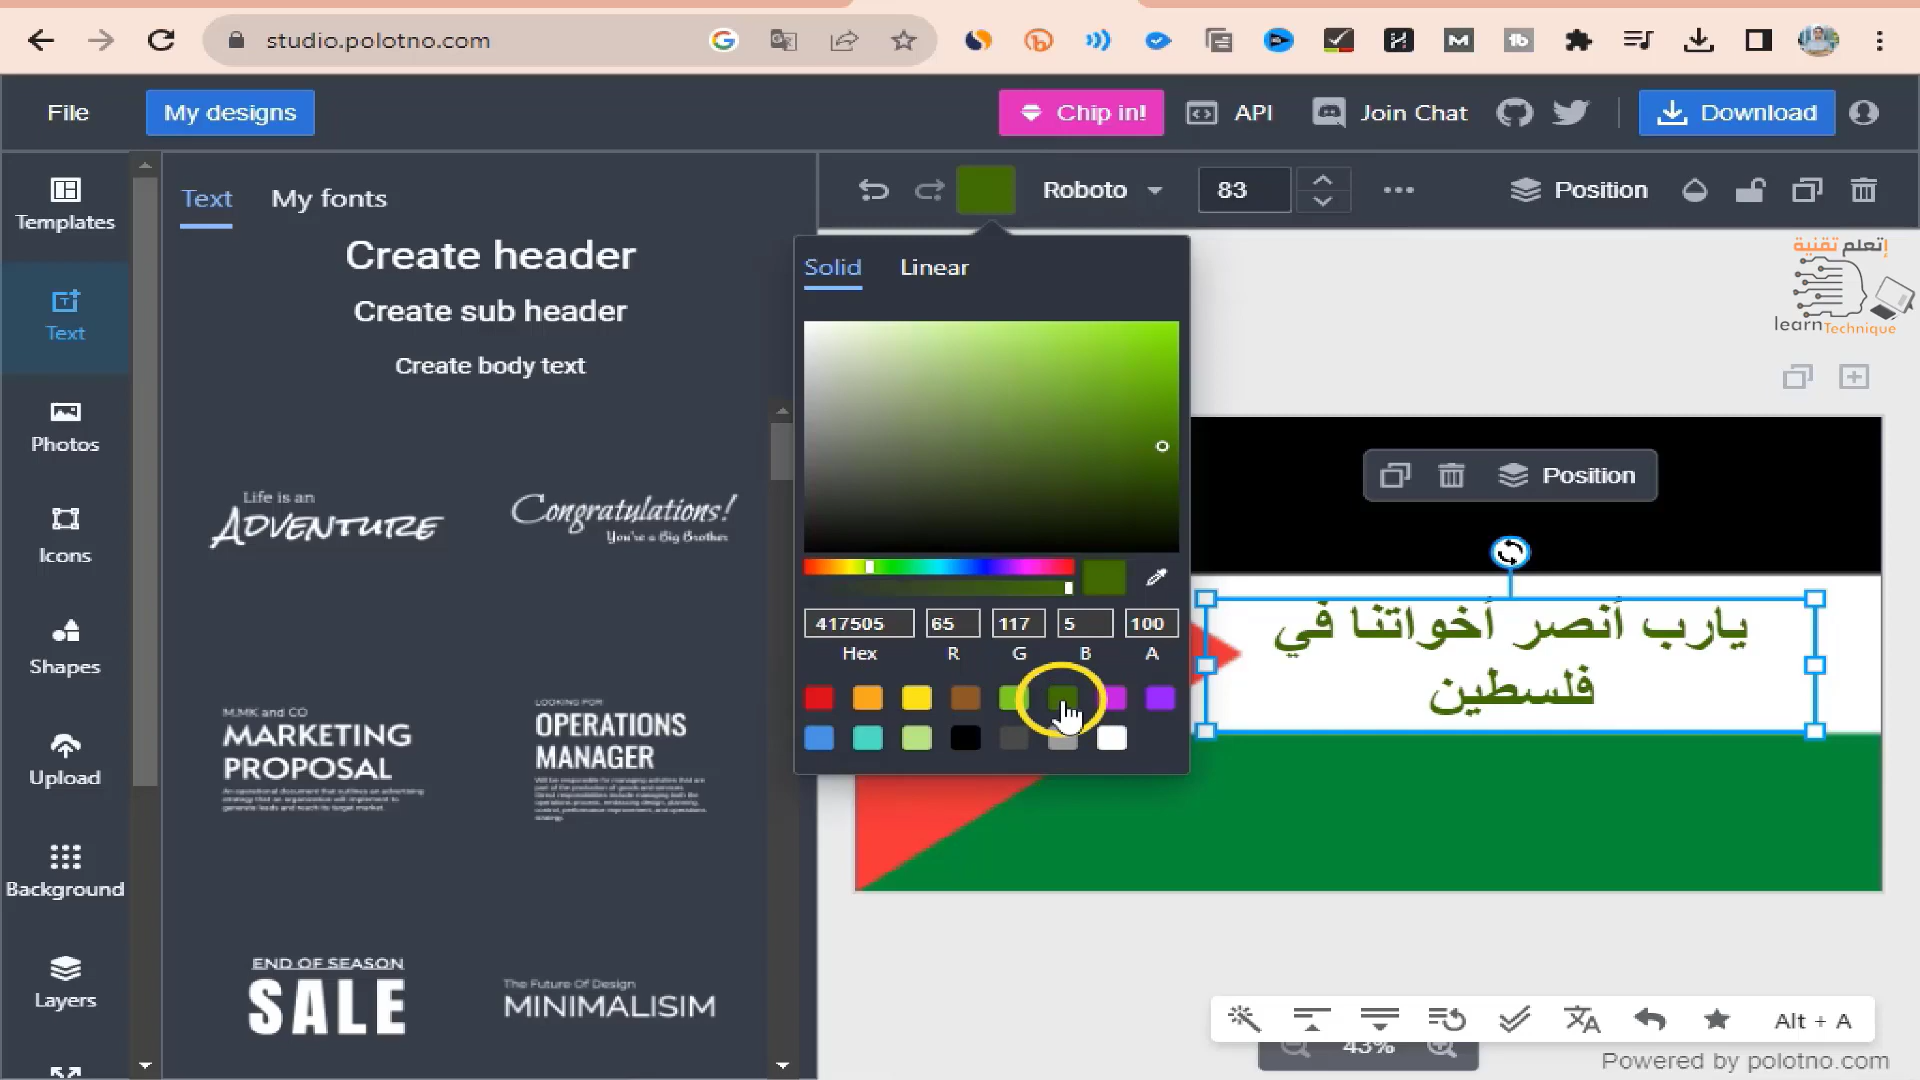 studio.polotno.com
File
My designs
Chip in!
API
Join Chat
Download
Templates
Text
Photos
Icons
Shapes
Upload
Background
Layers
Text
My fonts
Create header
Create sub header
Create body text
Life is an
ADVENTURE
Congratulations!
You're a Big Brother
M.MK and CO
MARKETING
PROPOSAL
LOOKING FOR
OPERATIONS
MANAGER
END OF SEASON
SALE
The Future Of Design
MINIMALISIM
Roboto
83
Position
Solid
Linear
417505
65
117
5
100
Hex
R
G
B
A
إتعلم تقنية
learn Technique
Position
يارب أنصر أخواتنا في
فلسطين
Alt + A
43%
Powered by polotno.com